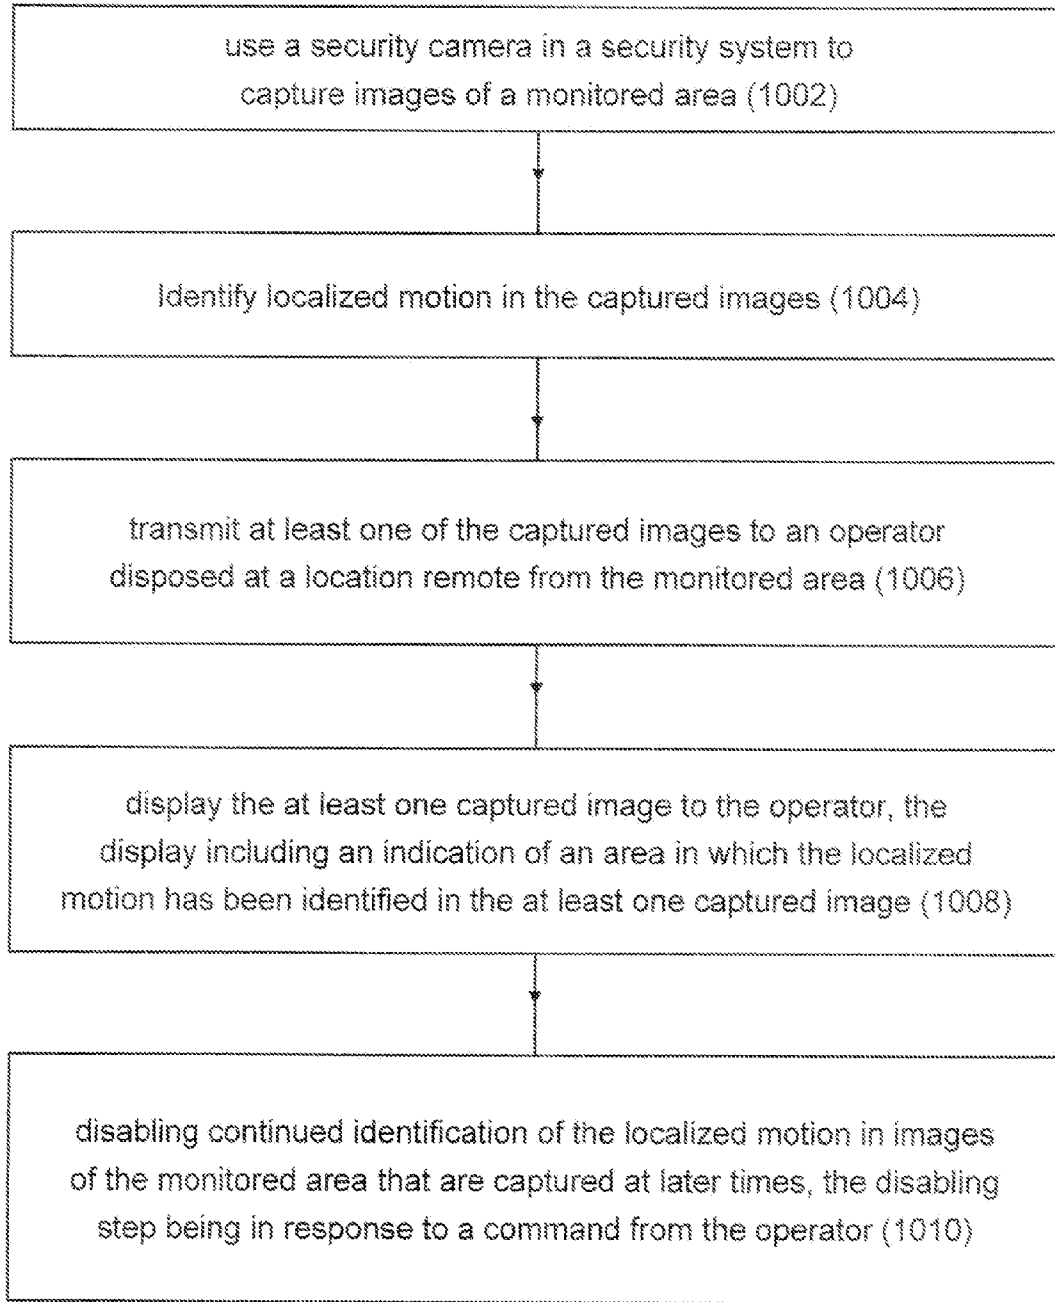 use a security camera in a security system to
capture images of a monitored area (1002)
Identify localized motion in the captured images (1004)
transmit at least one of the captured images to an operator
disposed at a location remote from the monitored area (1006)
display the at least one captured image to the operator, the
display including an indication of an area in which the localized
motion has been identified in the at least one captured image (1008)
disabling continued identification of the localized motion in images
of the monitored area that are captured at later times, the disabling
step being in response to a command from the operator (1010)